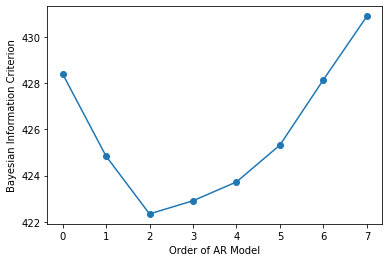 430
428
426
424
422
0 1 2 3 4 5 6 7
Order of AR Model
Bayesian Information Criterion